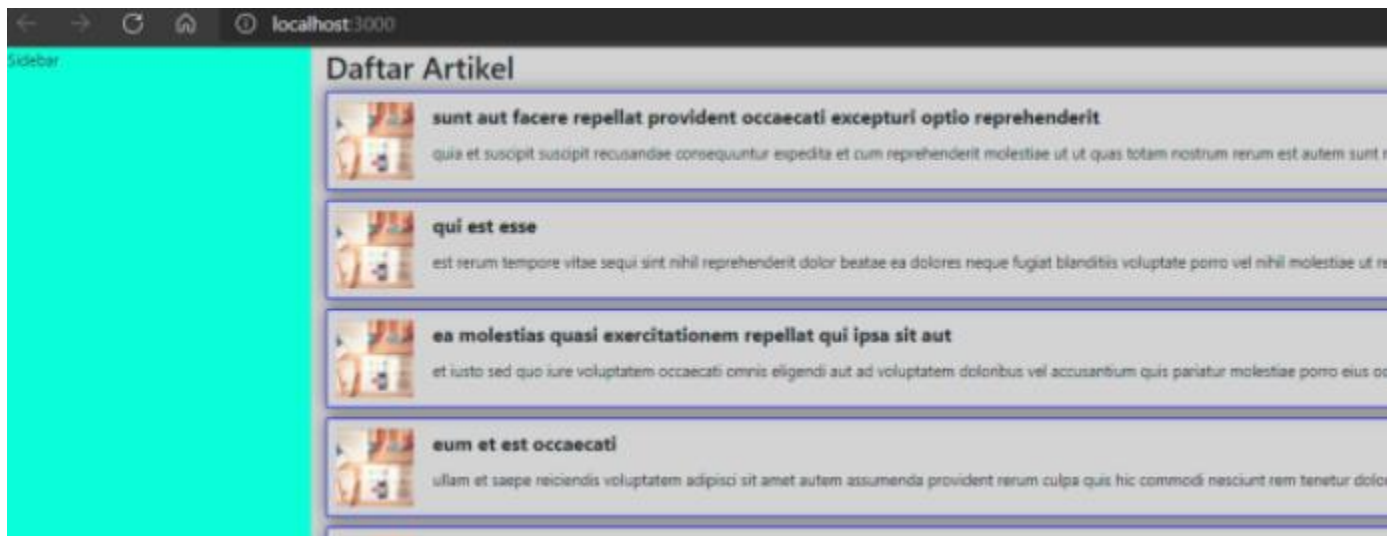 localhost:3000
Sidebar
Daftar Artikel
sunt aut facere repellat provident occaecati excepturi optio reprehenderit
quia et suscipit suscipit recusandae consequuntur expedita et cum reprehenderit molestiae ut ut quas totam nostrum rerum est autem sunt
qui est esse
est rerum tempore vitae sequi sint nihil reprehenderit dolor beatae ea dolores neque fugiat blanditiis voluptate porro vel nihil molestiae ut
ea molestias quasi exercitationem repellat qui ipsa sit aut
et iusto sed quo iure voluptatem occaecati omnis eligendi aut ad voluptatem doloribus vel accusantium quis pariatur molestiae porro eius
eum et est occaecati
ullam et saepe reiciendis voluptatem adipisci sit amet autem assumenda provident rerum culpa quis hic commodi nesciunt rem tenetur